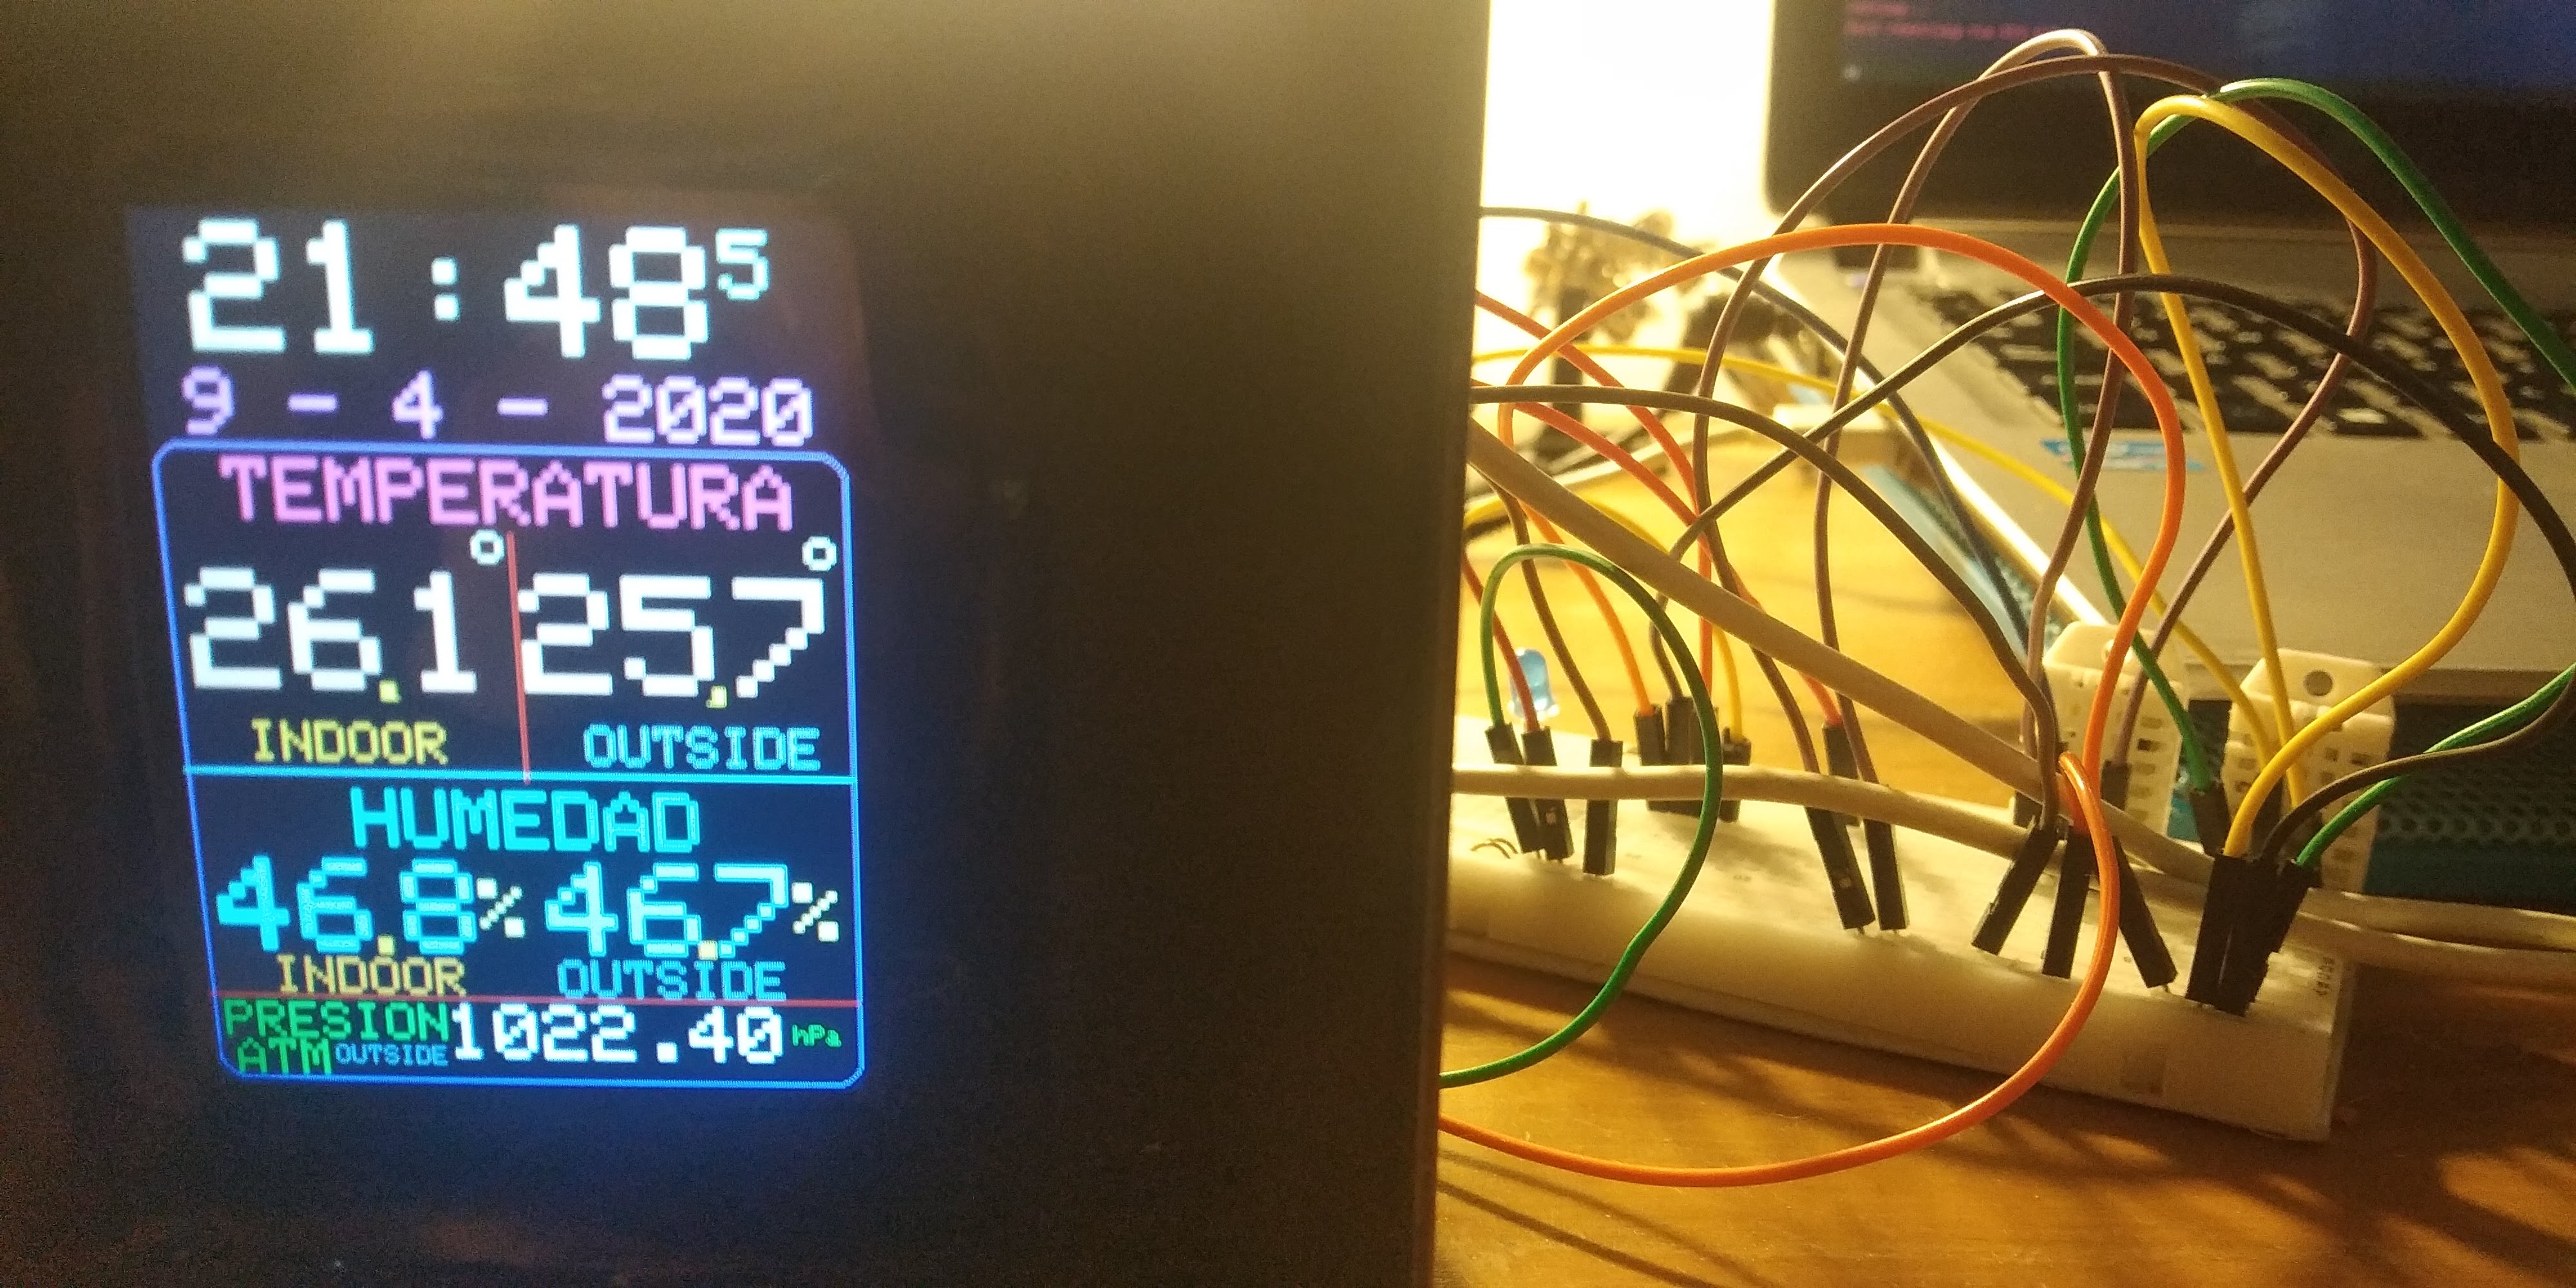 21:48 5
9 - 4 - 2020
TEMPERATURA
26.1° 25.7°
INDOOR OUTSIDE
HUMEDAD
46.8% 46.7%
INDOOR OUTSIDE
PRESION 1022.40 hPa
ATM OUTSIDE